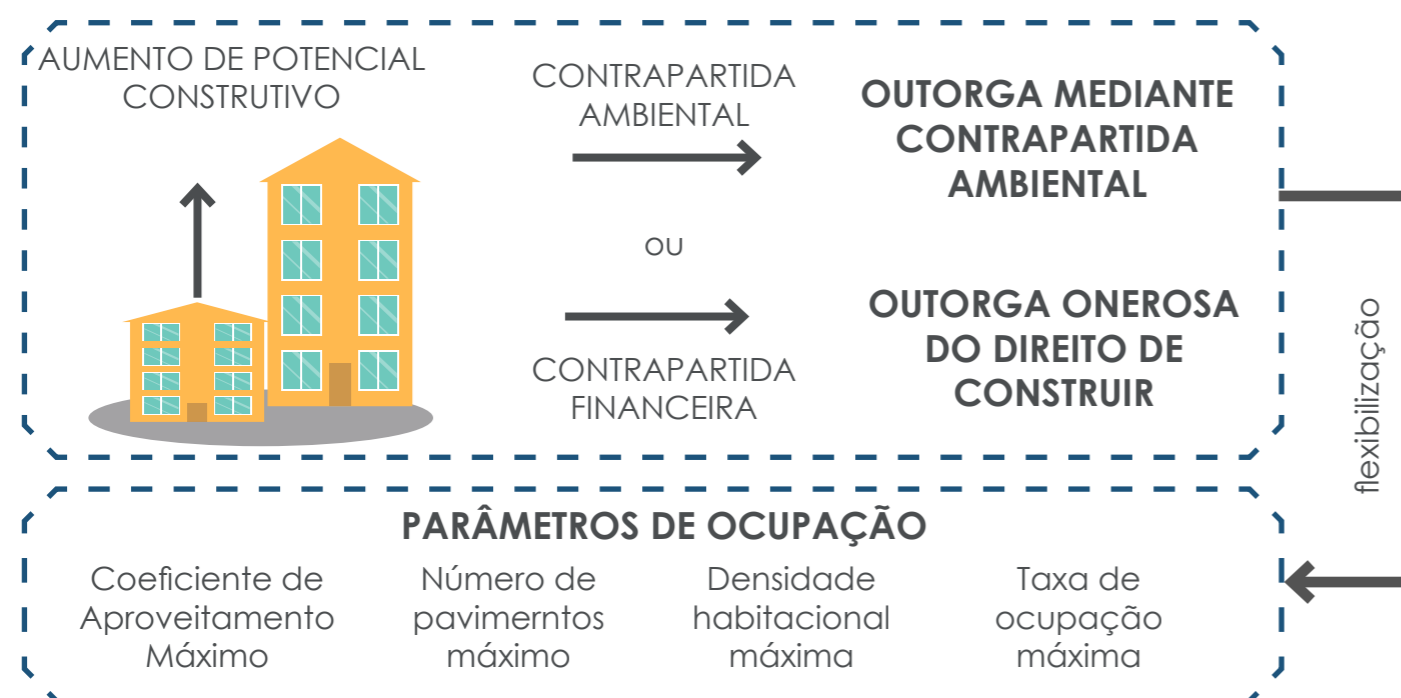 AUMENTO DE POTENCIAL
CONSTRUTIVO
CONTRAPARTIDA
AMBIENTAL
OUTORGA MEDIANTE
CONTRAPARTIDA
AMBIENTAL
ou
CONTRAPARTIDA
FINANCEIRA
OUTORGA ONEROSA
DO DIREITO DE
CONSTRUIR
flexibilização
PARÂMETROS DE OCUPAÇÃO
Coeficiente de
Aproveitamento
Máximo
Número de
pavimerntos
máximo
Densidade
habitacional
máxima
Taxa de
ocupação
máxima